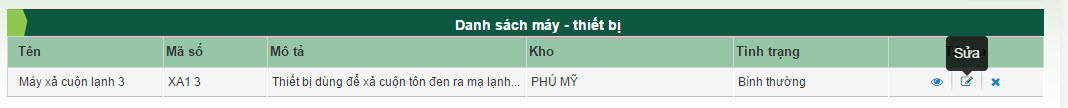 Danh sách máy - thiết bị
Tên Mã số Mô tả Kho Tình trạng
Sửa
Máy xả cuộn lạnh 3 XA1 3 Thiết bị dùng để xả cuộn tôn đen ra mạ lạnh... PHÚ MỸ Bình thường